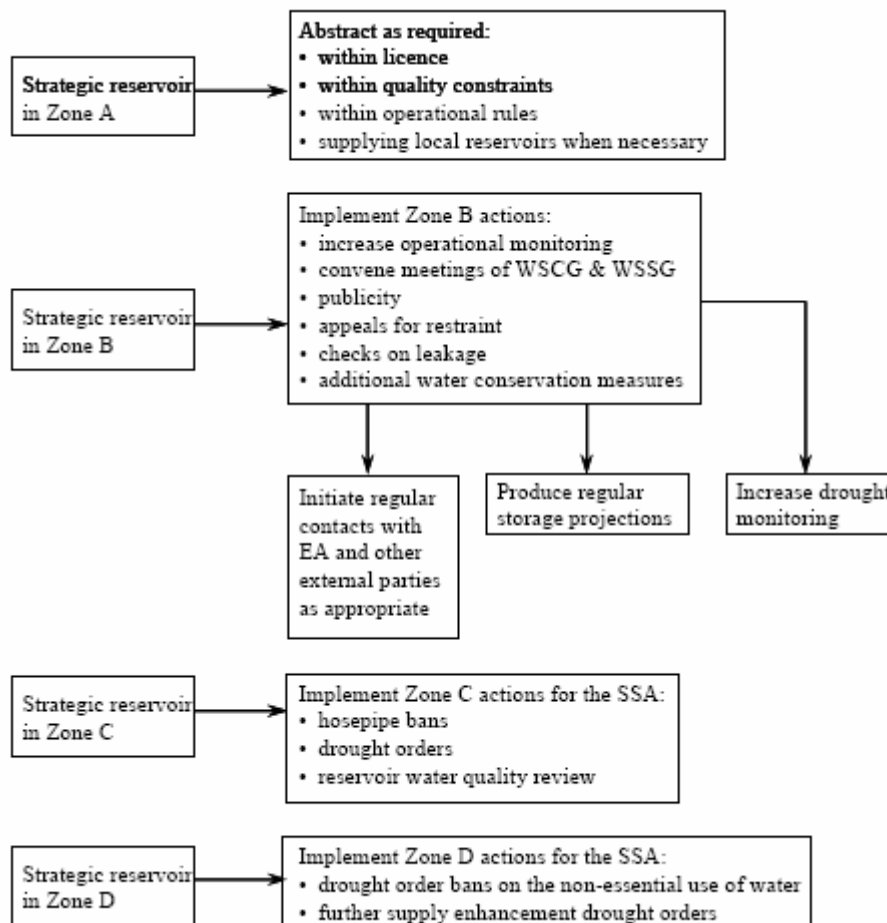 Strategic reservoir
in Zone A
Abstract as required:
• within licence
• within quality constraints
• within operational rules
• supplying local reservoirs when necessary
Strategic reservoir
in Zone B
Implement Zone B actions:
• increase operational monitoring
• convene meetings of WSCG & WSSG
• publicity
• appeals for restraint
• checks on leakage
• additional water conservation measures
Initiate regular
contacts with
EA and other
external parties
as appropriate
Produce regular
storage projections
Increase drought
monitoring
Strategic reservoir
in Zone C
Implement Zone C actions for the SSA:
• hosepipe bans
• drought orders
• reservoir water quality review
Strategic reservoir
in Zone D
Implement Zone D actions for the SSA:
• drought order bans on the non-essential use of water
• further supply enhancement drought orders